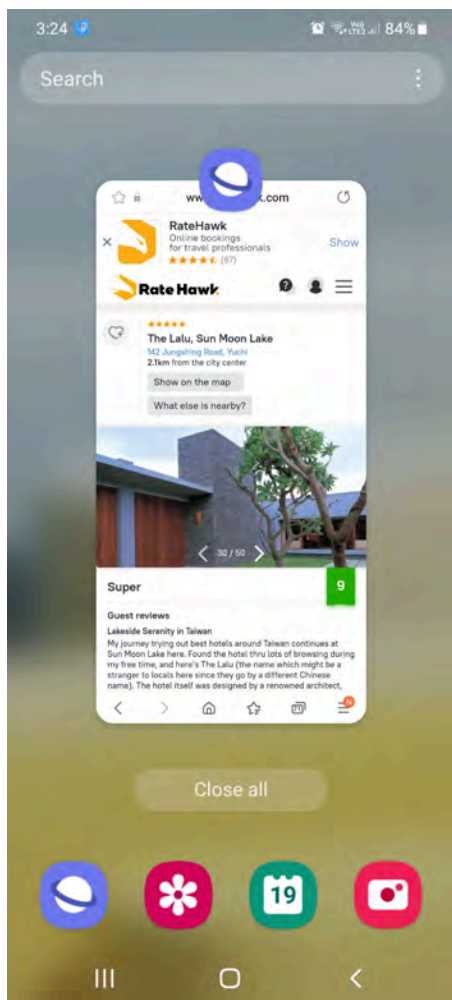 3:24
84%
Search
www
.com
RateHawk
Online bookings
for travel professionals
(57)
Show
Rate Hawk
The Lalu, Sun Moon Lake
142 Jungshing Road, Yuchi
2.1km from the city center
Show on the map
What else is nearby?
30 / 50
Super
9
Guest reviews
Lakeside Serenity in Taiwan
My journey trying out best hotels around Taiwan continues at
Sun Moon Lake here. Found the hotel thru lots of browsing during
my free time, and here's The Lalu (the name which might be a
stranger to locals here since they go by a different Chinese
name). The hotel itself was designed by a renowned architect,
Close all
19